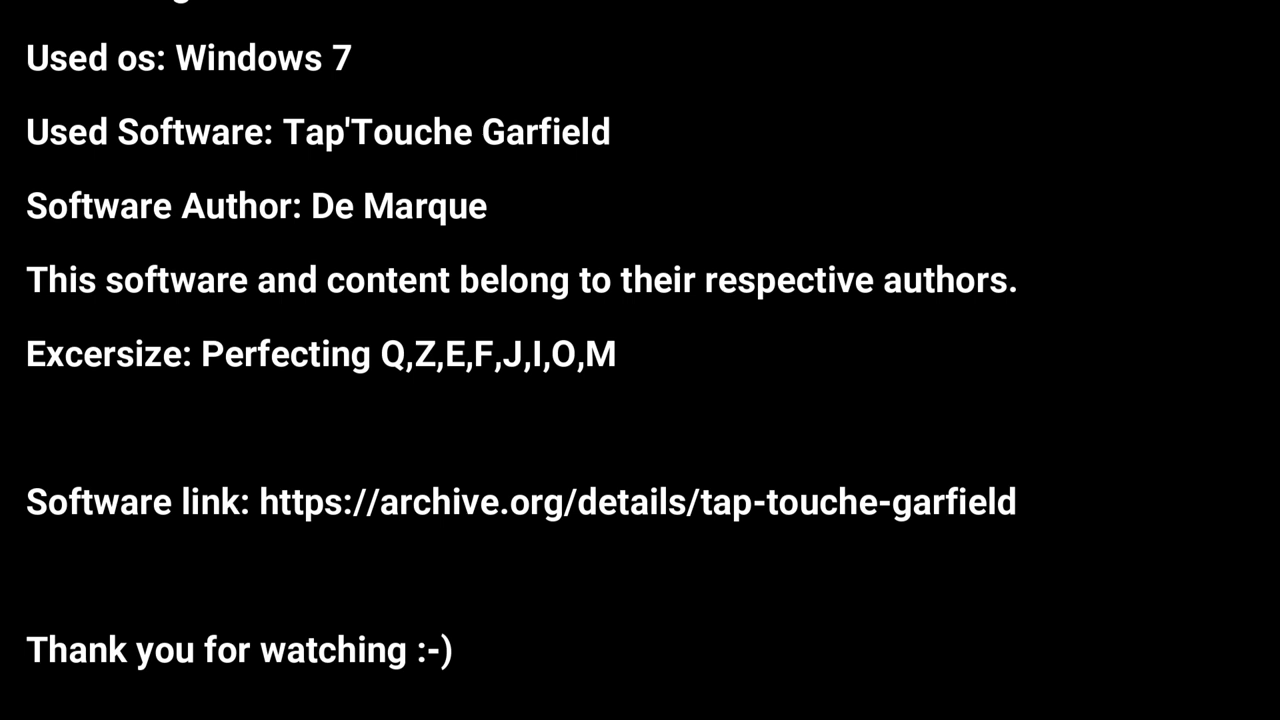 Used os: Windows 7
Used Software: Tap'Touche Garfield
Software Author: De Marque
This software and content belong to their respective authors.
Excersize: Perfecting Q,Z,E,F,J,I,O,M
Software link: https://archive.org/details/tap-touche-garfield
Thank you for watching :-)